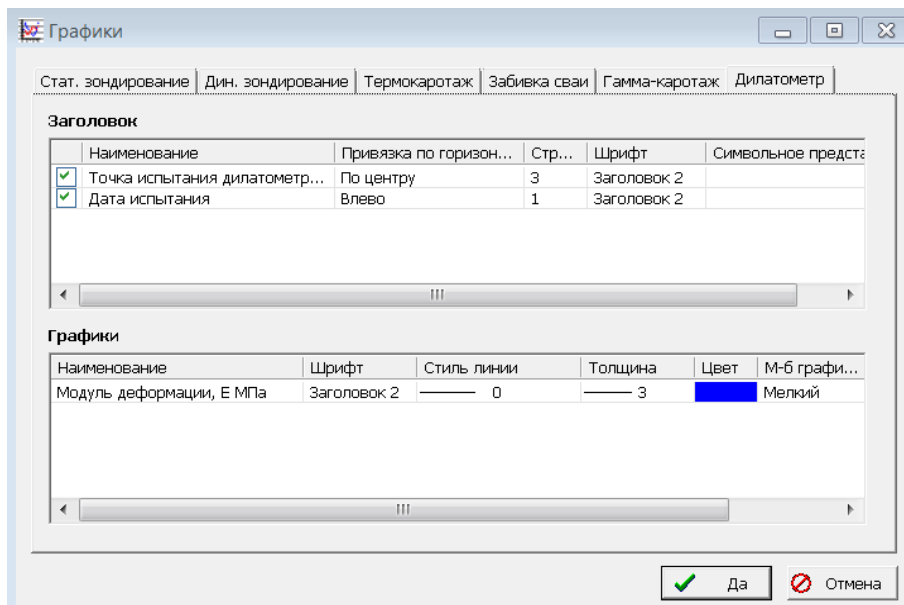 Графики
Стат. зондирование Дин. зондирование Термокаротаж Забивка сваи Гамма-каротаж Дилатометр
Заголовок
Наименование Привязка по горизон... Стр... Шрифт Символьное предста
Точка испытания дилатометр... По центру 3 Заголовок 2
Дата испытания Влево 1 Заголовок 2
Графики
Наименование Шрифт Стиль линии Толщина Цвет М-б графи...
Модуль деформации, Е МПа Заголовок 2 0 3 Мелкий
Да Отмена